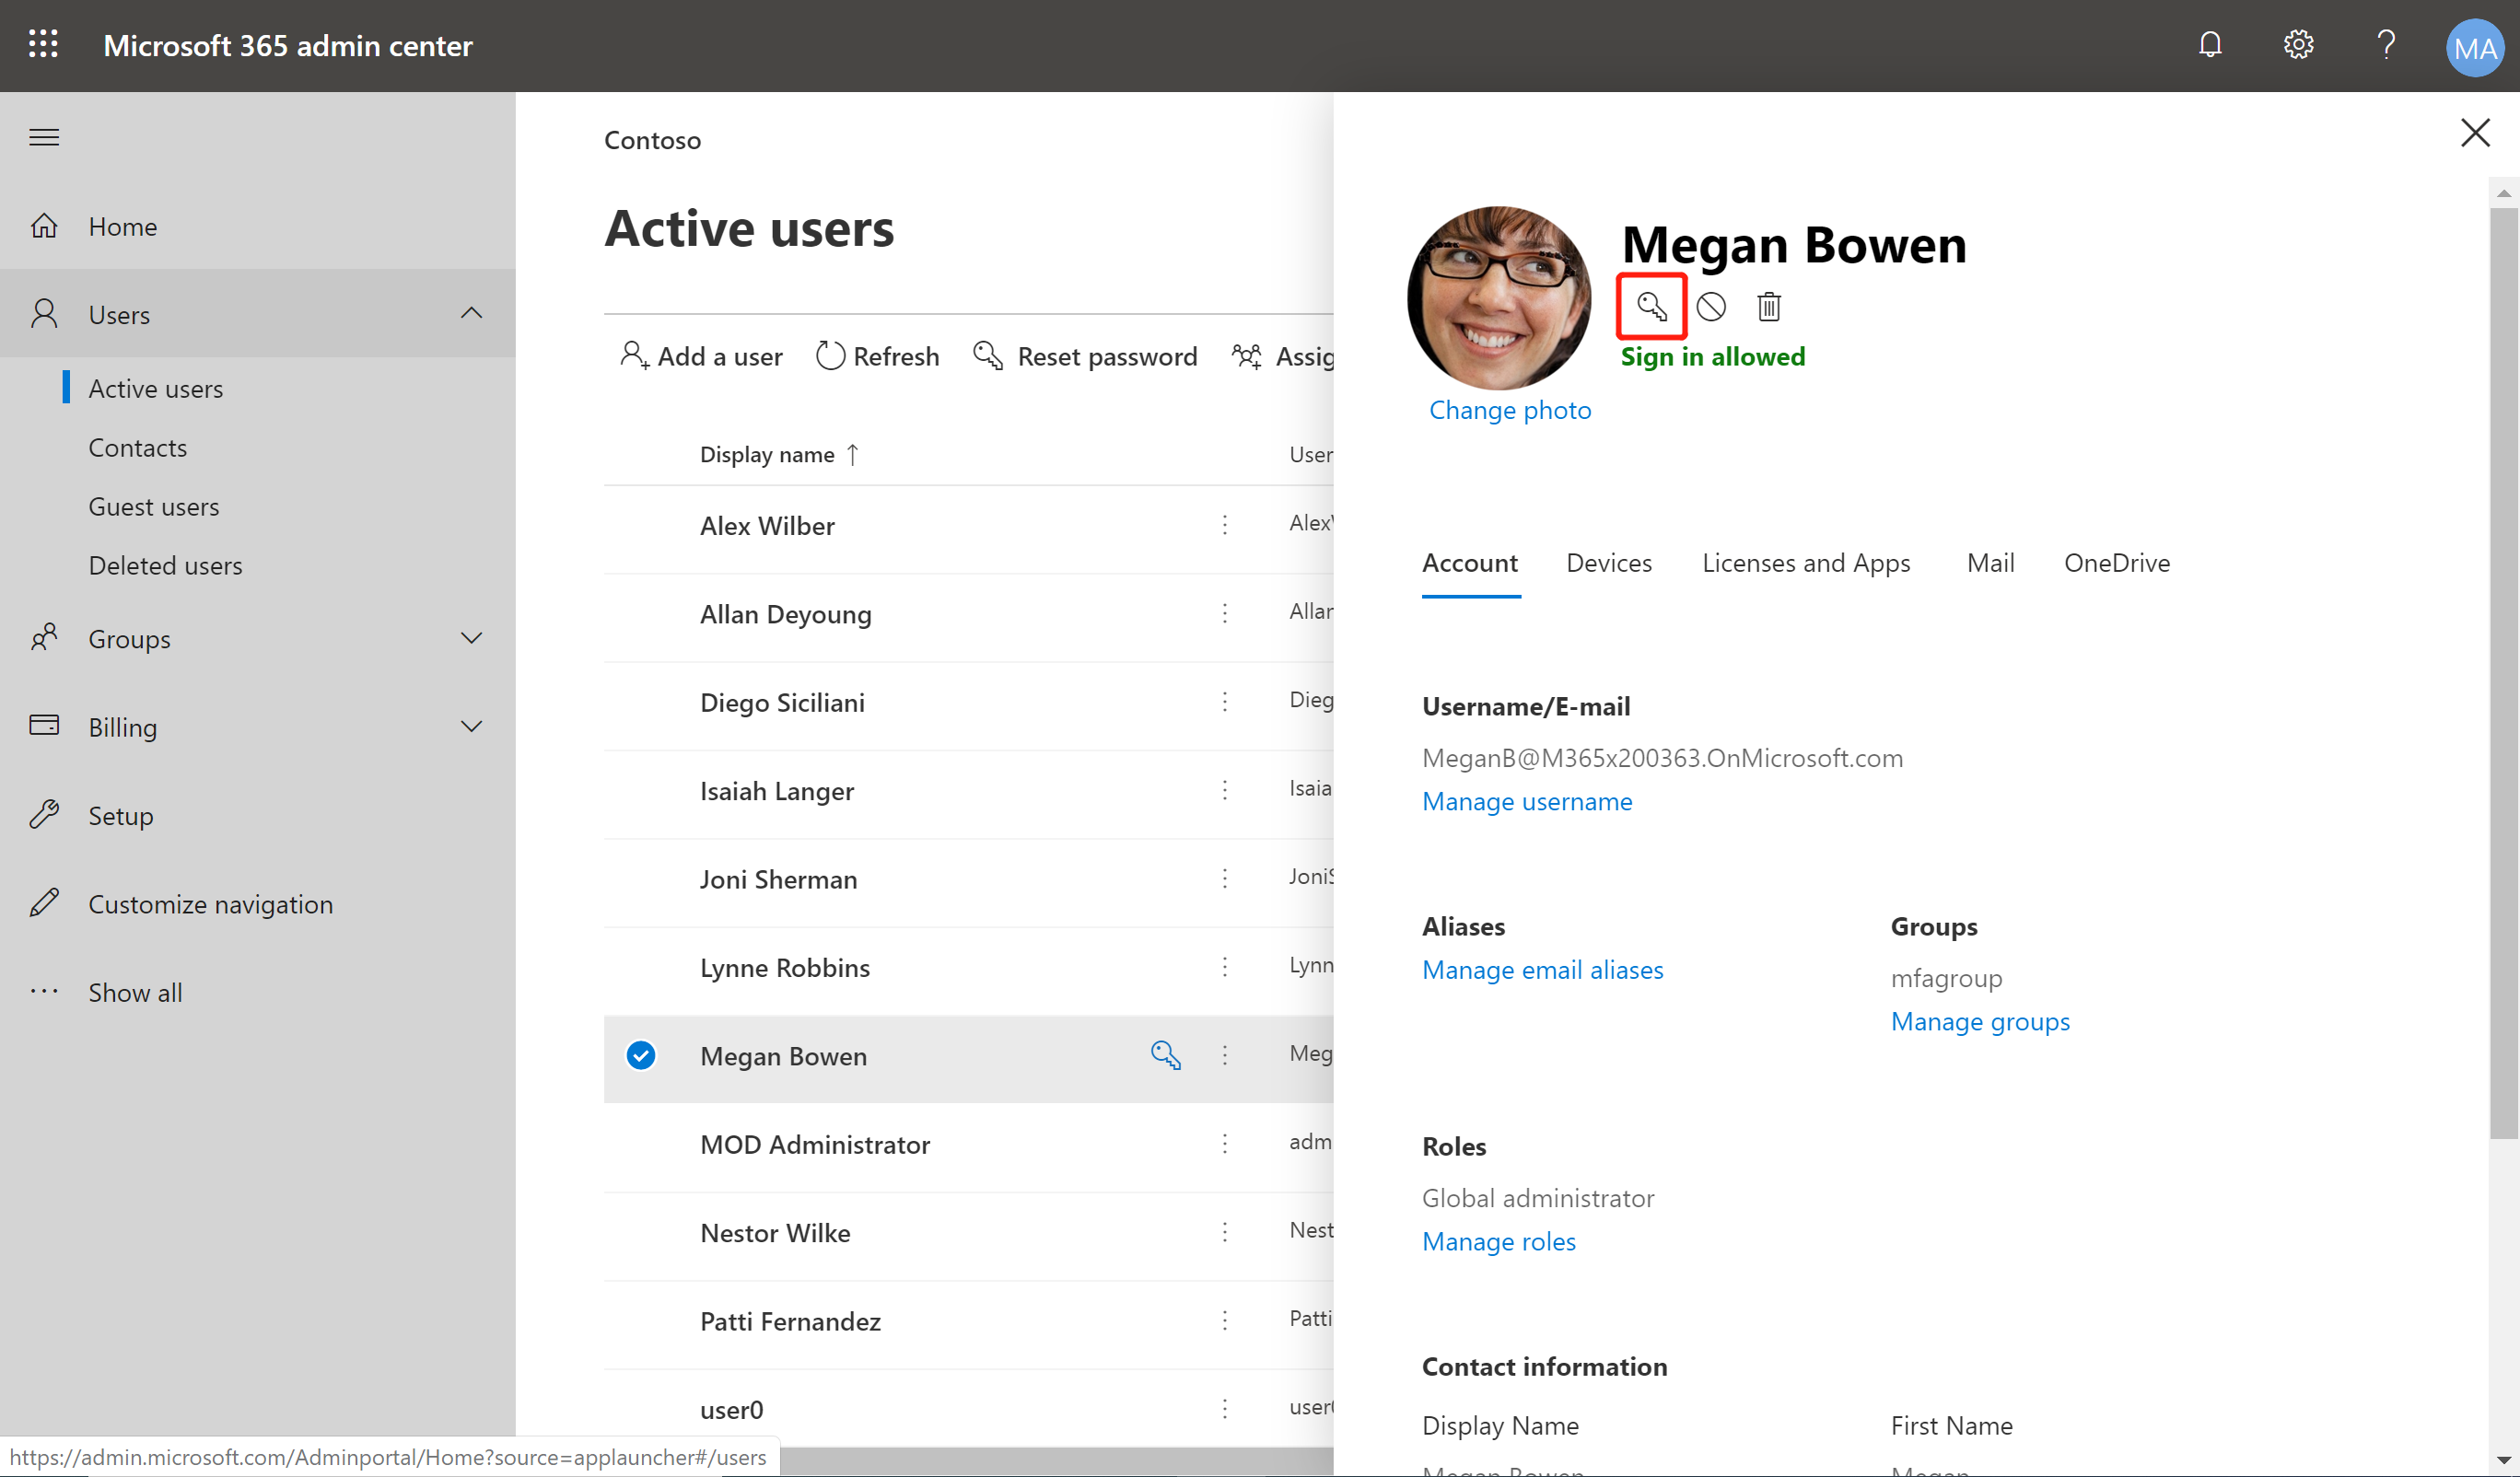 Microsoft 365 admin center
MA
Home
Users
Active users
Contacts
Guest users
Deleted users
Groups
Billing
Setup
Customize navigation
Show all
https://admin.microsoft.com/Adminportal/Home?source=applauncher#/users
Contoso
Active users
Add a user Refresh Reset password Assig
Display name ↑ User
Alex Wilber Alex
Allan Deyoung Allan
Diego Siciliani Dieg
Isaiah Langer Isaia
Joni Sherman JoniS
Lynne Robbins Lynn
Megan Bowen Meg
MOD Administrator adm
Nestor Wilke Nest
Patti Fernandez Patti
user0 user
Megan Bowen
Sign in allowed
Change photo
Account Devices Licenses and Apps Mail OneDrive
Username/E-mail
MeganB@M365x200363.OnMicrosoft.com
Manage username
Aliases
Manage email aliases
Groups
mfagroup
Manage groups
Roles
Global administrator
Manage roles
Contact information
Display Name First Name
Megan Bowen Megan